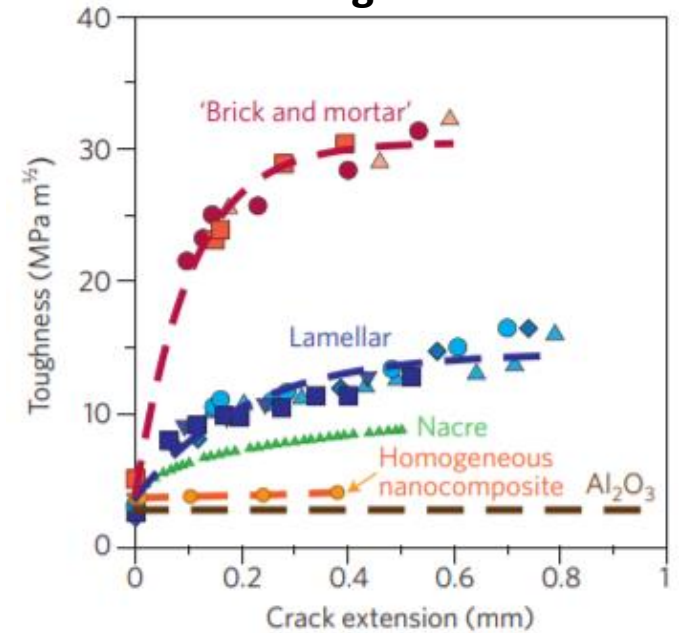 g
40
30
20
10
0
Toughness (MPa m½)
'Brick and mortar'
Lamellar
Nacre
Homogeneous
nanocomposite
Al₂O₃
0
0.2
0.4
0.6
0.8
1
Crack extension (mm)